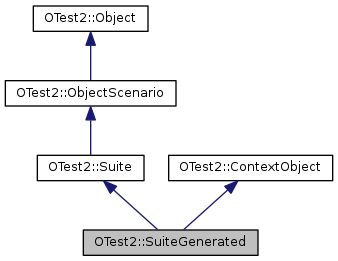 OTest2::Object
OTest2::ObjectScenario
OTest2::Suite
OTest2::ContextObject
OTest2::SuiteGenerated